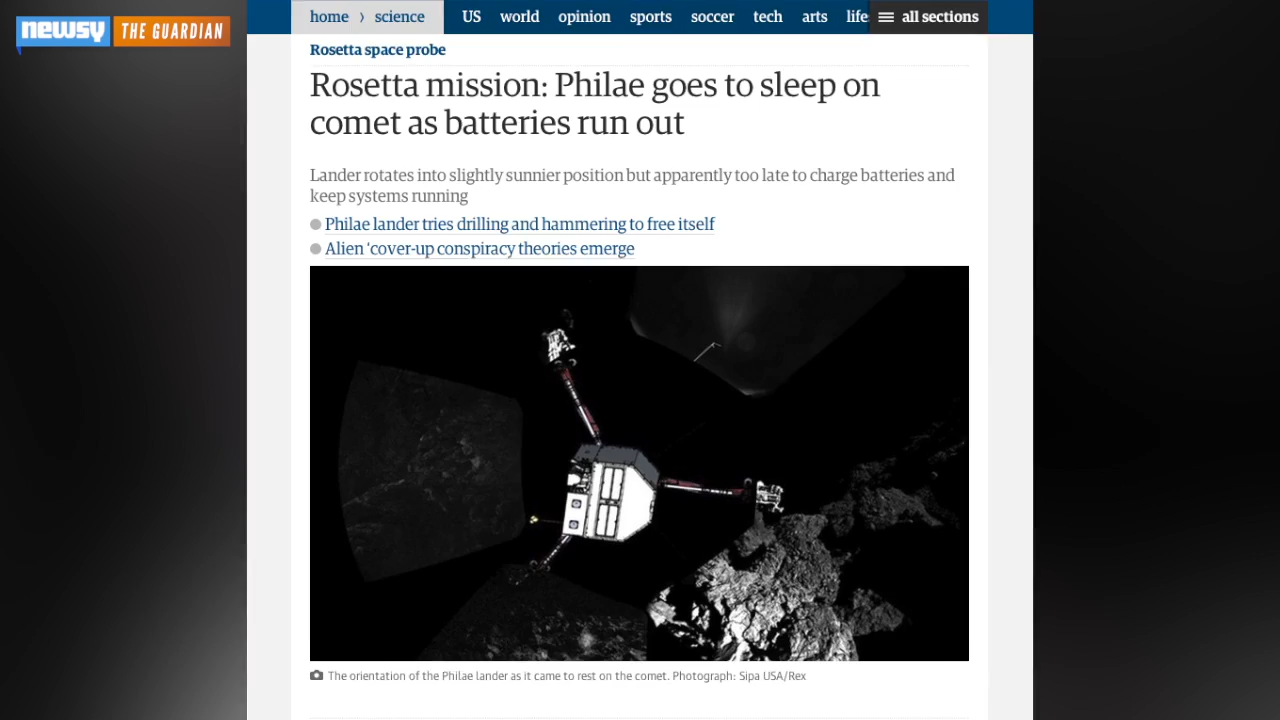 newsy THE GUARDIAN
home › science US world opinion sports soccer tech arts life all sections
Rosetta space probe
Rosetta mission: Philae goes to sleep on
comet as batteries run out
Lander rotates into slightly sunnier position but apparently too late to charge batteries and
keep systems running
Philae lander tries drilling and hammering to free itself
Alien ‘cover-up conspiracy theories emerge
The orientation of the Philae lander as it came to rest on the comet. Photograph: Sipa USA/Rex